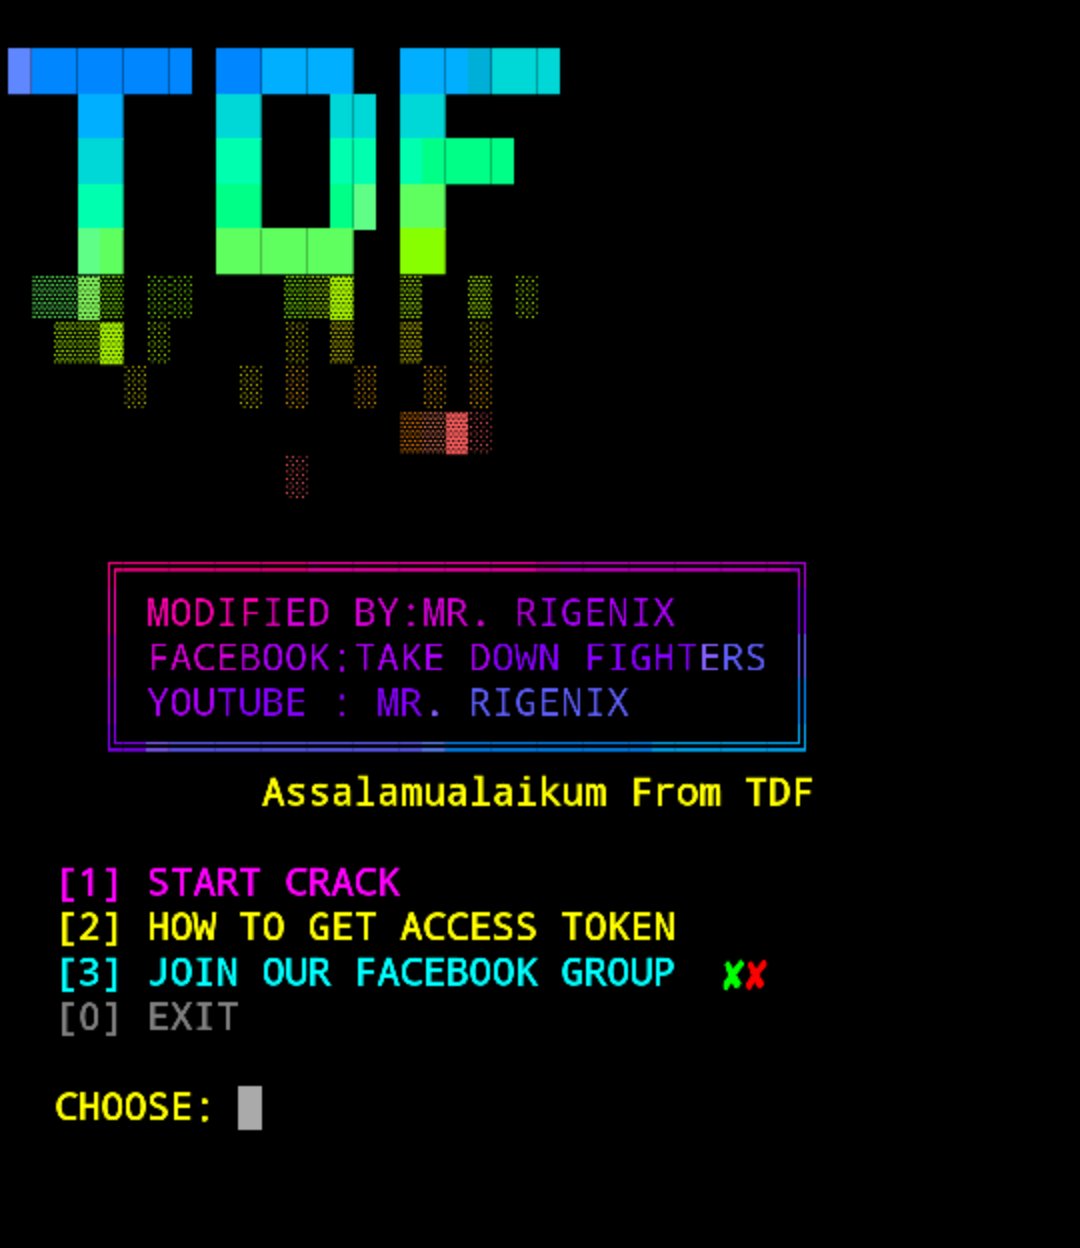 TDF
MODIFIED BY:MR. RIGENIX
FACEBOOK:TAKE DOWN FIGHTERS
YOUTUBE : MR. RIGENIX
Assalamualaikum From TDF
[1] START CRACK
[2] HOW TO GET ACCESS TOKEN
[3] JOIN OUR FACEBOOK GROUP ✘✘
[0] EXIT
CHOOSE: